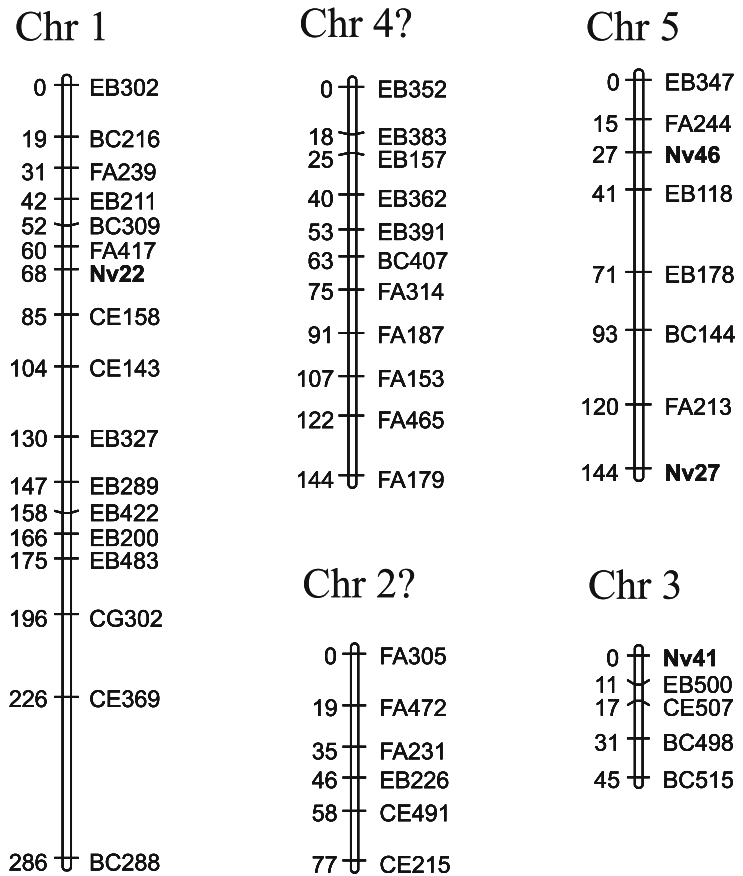 Chr 1
0 EB302
19 BC216
31 FA239
42 EB211
52 BC309
60 FA417
68 Nv22
85 CE158
104 CE143
130 EB327
147 EB289
158 EB422
166 EB200
175 EB483
196 CG302
226 CE369
286 BC288
Chr 4?
0 EB352
18 EB383
25 EB157
40 EB362
53 EB391
63 BC407
75 FA314
91 FA187
107 FA153
122 FA465
144 FA179
Chr 5
0 EB347
15 FA244
27 Nv46
41 EB118
71 EB178
93 BC144
120 FA213
144 Nv27
Chr 2?
0 FA305
19 FA472
35 FA231
46 EB226
58 CE491
77 CE215
Chr 3
0 Nv41
11 EB500
17 CE507
31 BC498
45 BC515